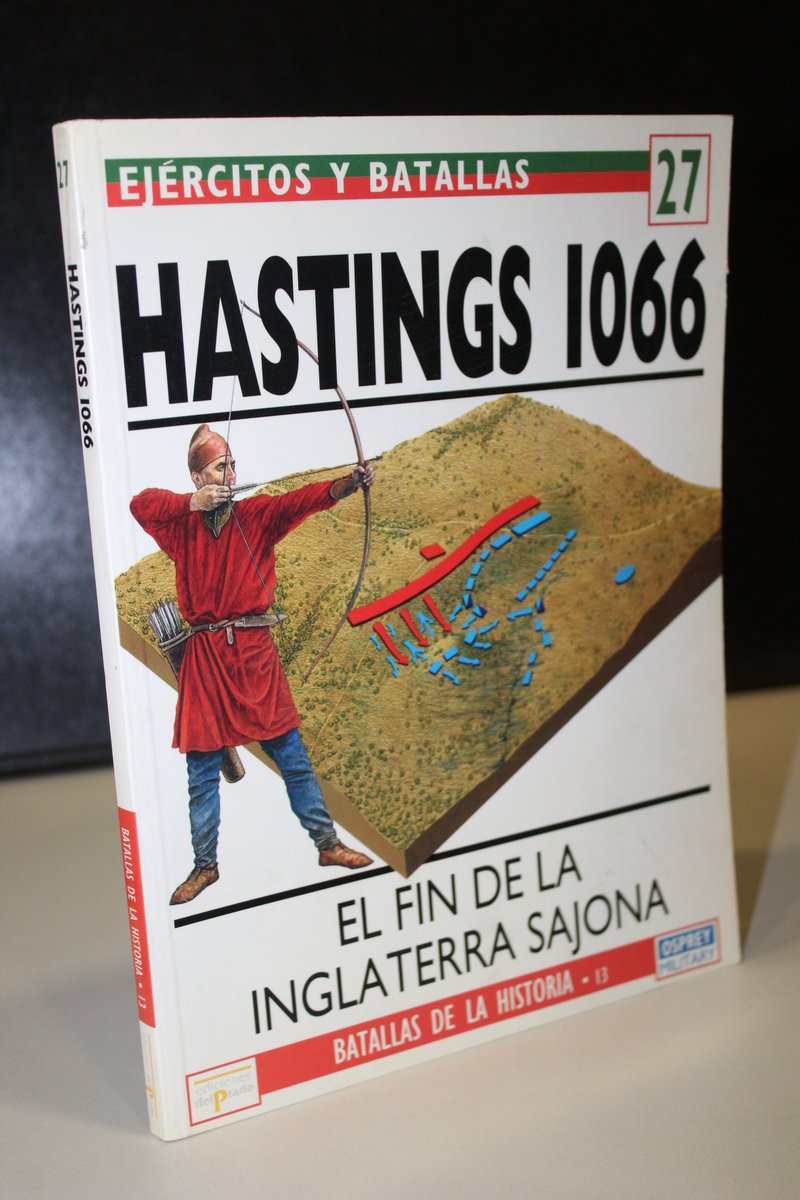 27
HASTINGS 1066
BATALLAS DE LA HISTORIA • 13
EJÉRCITOS Y BATALLAS
27
HASTINGS 1066
EL FIN DE LA
INGLATERRA SAJONA
OSPREY
MILITARY
BATALLAS DE LA HISTORIA • 13
ediciones
delPrado